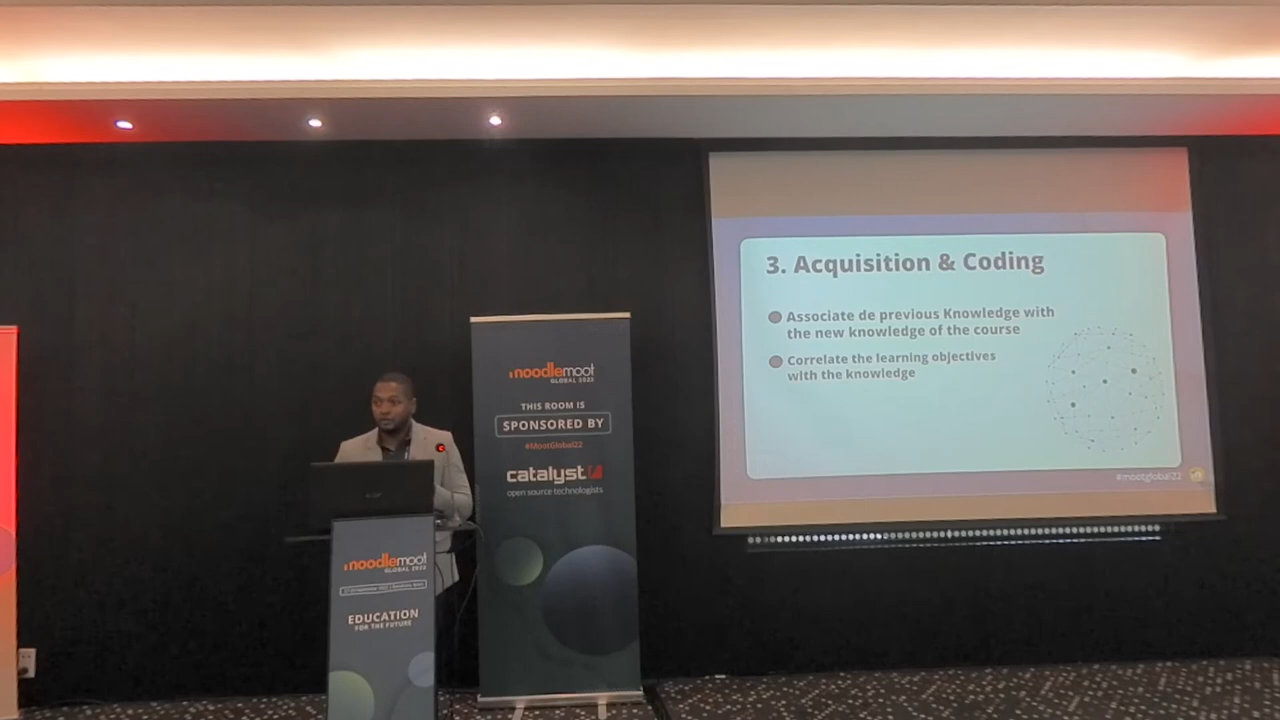 3. Acquisition & Coding
Associate de previous Knowledge with
the new knowledge of the course
Correlate the learning objectives
with the knowledge
#mootglobal22
moodlemoot
GLOBAL 2022
THIS ROOM IS
SPONSORED BY
#MootGlobal22
catalyst
open source technologists
moodlemoot
GLOBAL 2022
EDUCATION
FOR THE FUTURE
acer